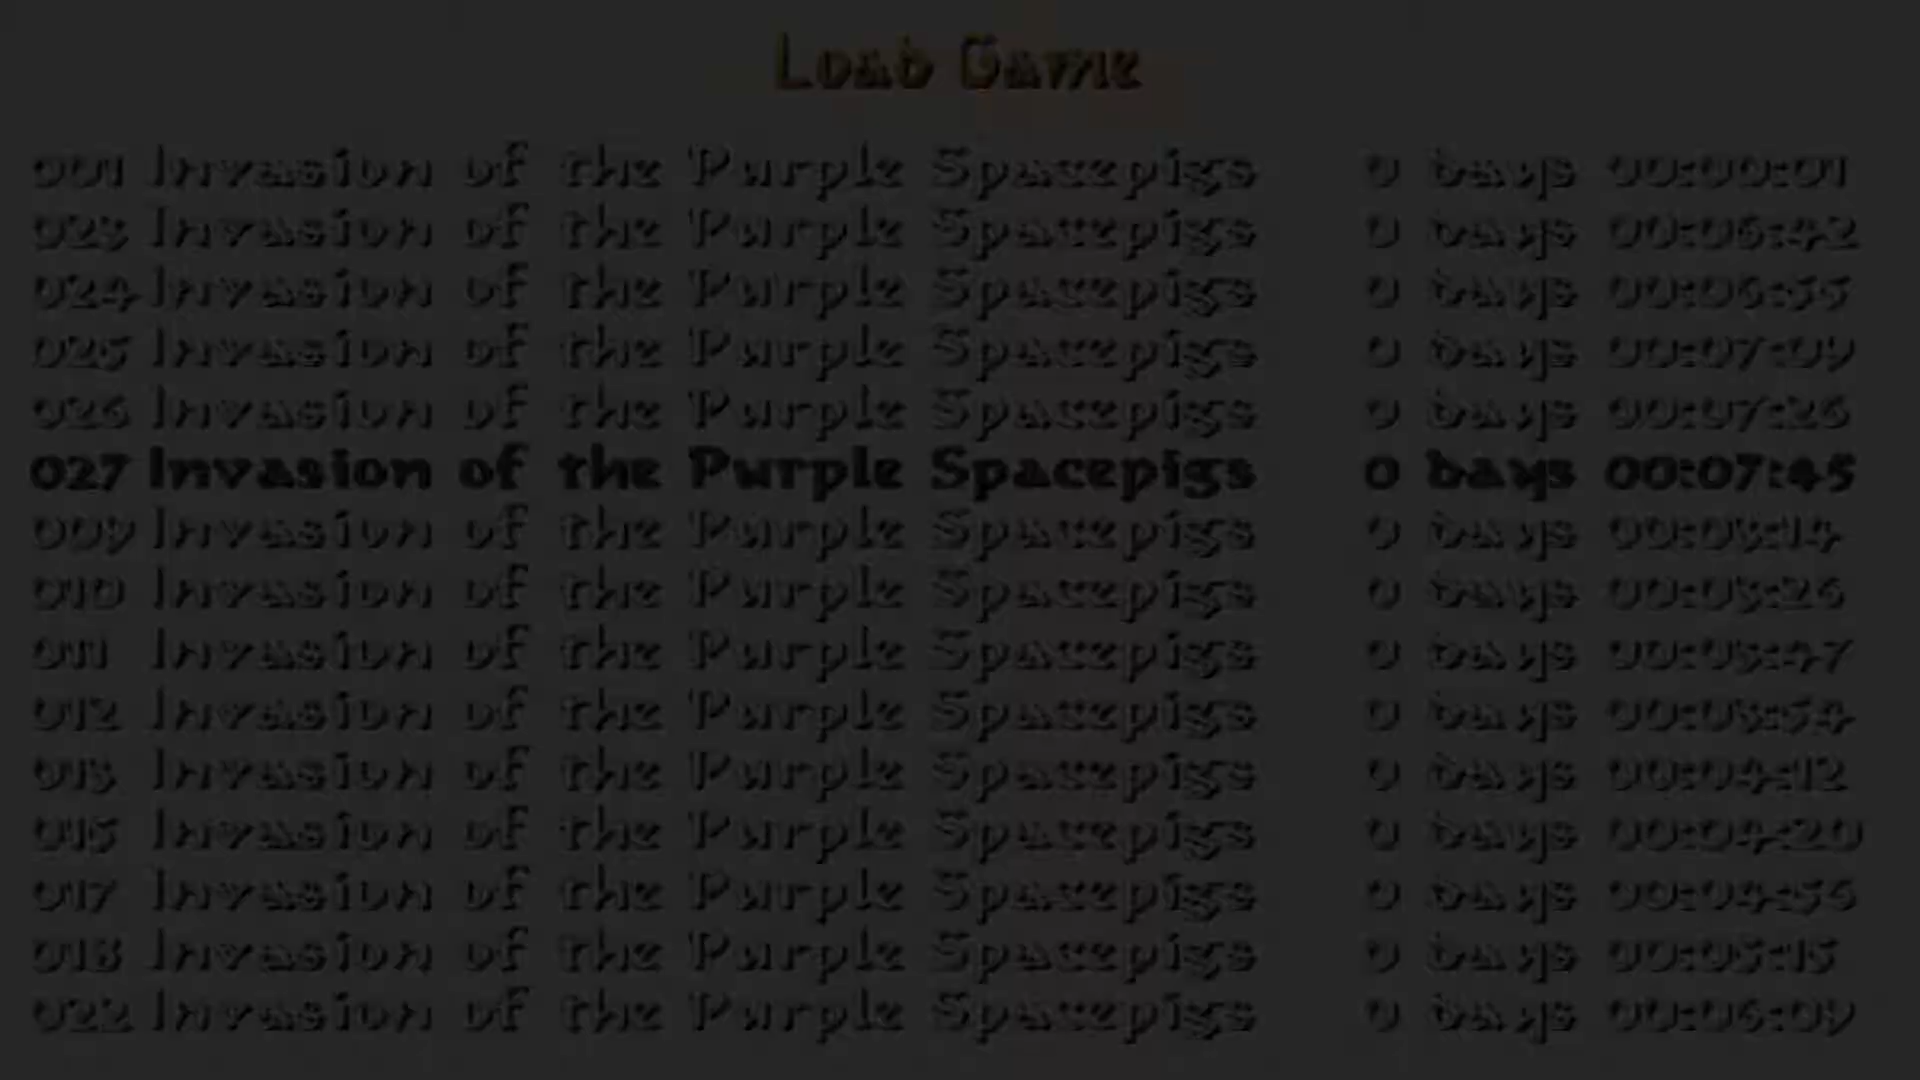 Load Game
001 Invasion of the Purple Spacepigs 0 days 00:00:01
023 Invasion of the Purple Spacepigs 0 days 00:06:42
024 Invasion of the Purple Spacepigs 0 days 00:06:55
025 Invasion of the Purple Spacepigs 0 days 00:07:09
026 Invasion of the Purple Spacepigs 0 days 00:07:26
027 Invasion of the Purple Spacepigs 0 days 00:07:45
009 Invasion of the Purple Spacepigs 0 days 00:03:14
010 Invasion of the Purple Spacepigs 0 days 00:03:26
011 Invasion of the Purple Spacepigs 0 days 00:03:47
012 Invasion of the Purple Spacepigs 0 days 00:03:54
013 Invasion of the Purple Spacepigs 0 days 00:04:12
015 Invasion of the Purple Spacepigs 0 days 00:04:20
017 Invasion of the Purple Spacepigs 0 days 00:04:56
018 Invasion of the Purple Spacepigs 0 days 00:05:15
022 Invasion of the Purple Spacepigs 0 days 00:06:09